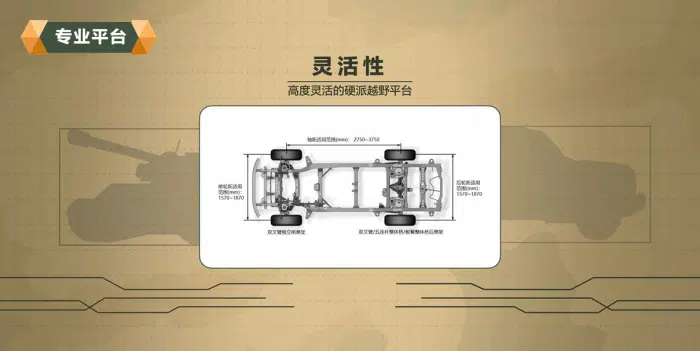 专业平台
灵活性
高度灵活的硬派越野平台
轴距适用范围(mm): 2750~3750
前轮距适用
范围(mm):
1570~1870
后轮距适用
范围(mm):
1570~1870
双叉臂独立前悬架
双叉臂/五连杆整体桥/钢簧整体桥后悬架